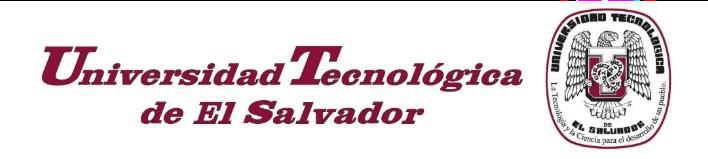 Universidad Tecnológica
de El Salvador
UNIVERSIDAD TECNOLOGICA
DE
EL SALVADOR
La Tecnología y la Ciencia para el desarrollo de un pueblo.